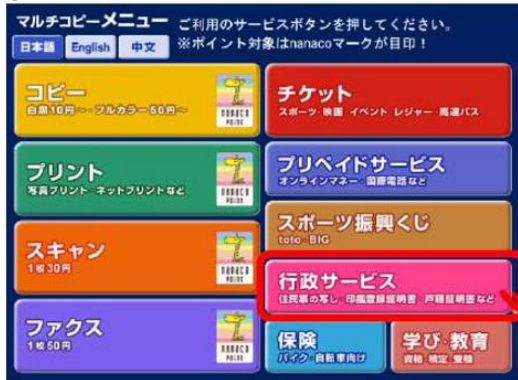 マルチコピーメニュー
ご利用のサービスボタンを押してください。
日本語 English 中文
※ポイント対象はnanacoマークが目印!
コピー
白黒10円～・フルカラー50円～
nanaco
POINT
チケット
スポーツ・映画・イベント・レジャー・高速バス
プリント
写真プリント・ネットプリントなど
nanaco
POINT
プリペイドサービス
オンラインマネー・国際電話など
スキャン
1枚30円
nanaco
POINT
スポーツ振興くじ
toto・BIG
行政サービス
住民票の写し・印鑑登録証明書・戸籍証明書など
ファクス
1枚50円
nanaco
POINT
保険
バイク・自転車向け
学び・教育
資格・検定・受験